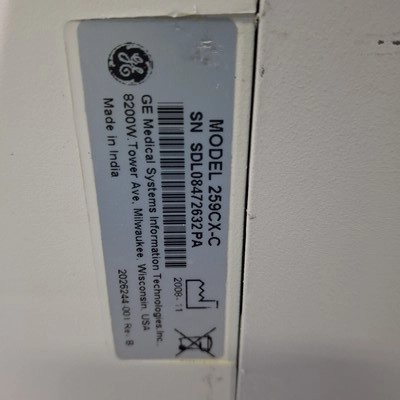 GE
MODEL 259CX-C
SN SDL08472632PA
2008-11
GE Medical Systems Information Technologies, Inc.,
8200W.Tower Ave, Milwaukee, Wisconsin. USA
Made in India
2026244-001 Rev. B